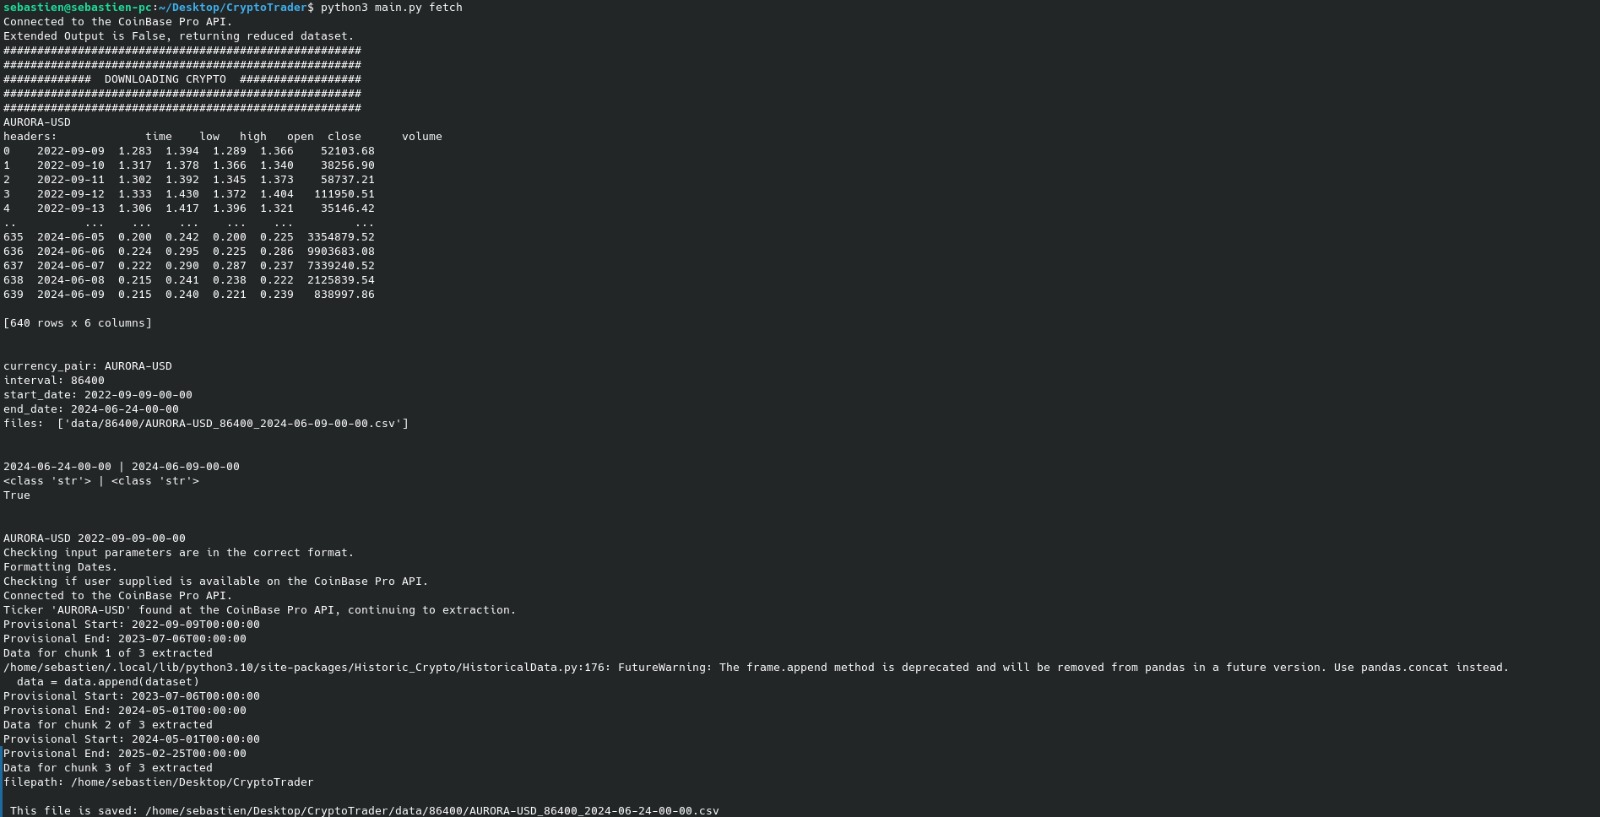 sebastien@sebastien-pc:~/Desktop/CryptoTrader$ python3 main.py fetch
Connected to the CoinBase Pro API.
Extended Output is False, returning reduced dataset.
#####################################################
#####################################################
############# DOWNLOADING CRYPTO ##################
#####################################################
#####################################################
AURORA-USD
headers: time low high open close volume
0 2022-09-09 1.283 1.394 1.289 1.366 52103.68
1 2022-09-10 1.317 1.378 1.366 1.340 38256.90
2 2022-09-11 1.302 1.392 1.345 1.373 58737.21
3 2022-09-12 1.333 1.430 1.372 1.404 111950.51
4 2022-09-13 1.306 1.417 1.396 1.321 35146.42
.. ... ... ... ... ... ...
635 2024-06-05 0.200 0.242 0.200 0.225 3354879.52
636 2024-06-06 0.224 0.295 0.225 0.286 9903683.08
637 2024-06-07 0.222 0.290 0.287 0.237 7339240.52
638 2024-06-08 0.215 0.241 0.238 0.222 2125839.54
639 2024-06-09 0.215 0.240 0.221 0.239 838997.86
[640 rows x 6 columns]
currency_pair: AURORA-USD
interval: 86400
start_date: 2022-09-09-00-00
end_date: 2024-06-24-00-00
files: ['data/86400/AURORA-USD_86400_2024-06-09-00-00.csv']
2024-06-24-00-00 | 2024-06-09-00-00
<class 'str'> | <class 'str'>
True
AURORA-USD 2022-09-09-00-00
Checking input parameters are in the correct format.
Formatting Dates.
Checking if user supplied is available on the CoinBase Pro API.
Connected to the CoinBase Pro API.
Ticker 'AURORA-USD' found at the CoinBase Pro API, continuing to extraction.
Provisional Start: 2022-09-09T00:00:00
Provisional End: 2023-07-06T00:00:00
Data for chunk 1 of 3 extracted
/home/sebastien/.local/lib/python3.10/site-packages/Historic_Crypto/HistoricalData.py:176: FutureWarning: The frame.append method is deprecated and will be removed from pandas in a future version. Use pandas.concat instead.
data = data.append(dataset)
Provisional Start: 2023-07-06T00:00:00
Provisional End: 2024-05-01T00:00:00
Data for chunk 2 of 3 extracted
Provisional Start: 2024-05-01T00:00:00
Provisional End: 2025-02-25T00:00:00
Data for chunk 3 of 3 extracted
filepath: /home/sebastien/Desktop/CryptoTrader
This file is saved: /home/sebastien/Desktop/CryptoTrader/data/86400/AURORA-USD_86400_2024-06-24-00-00.csv